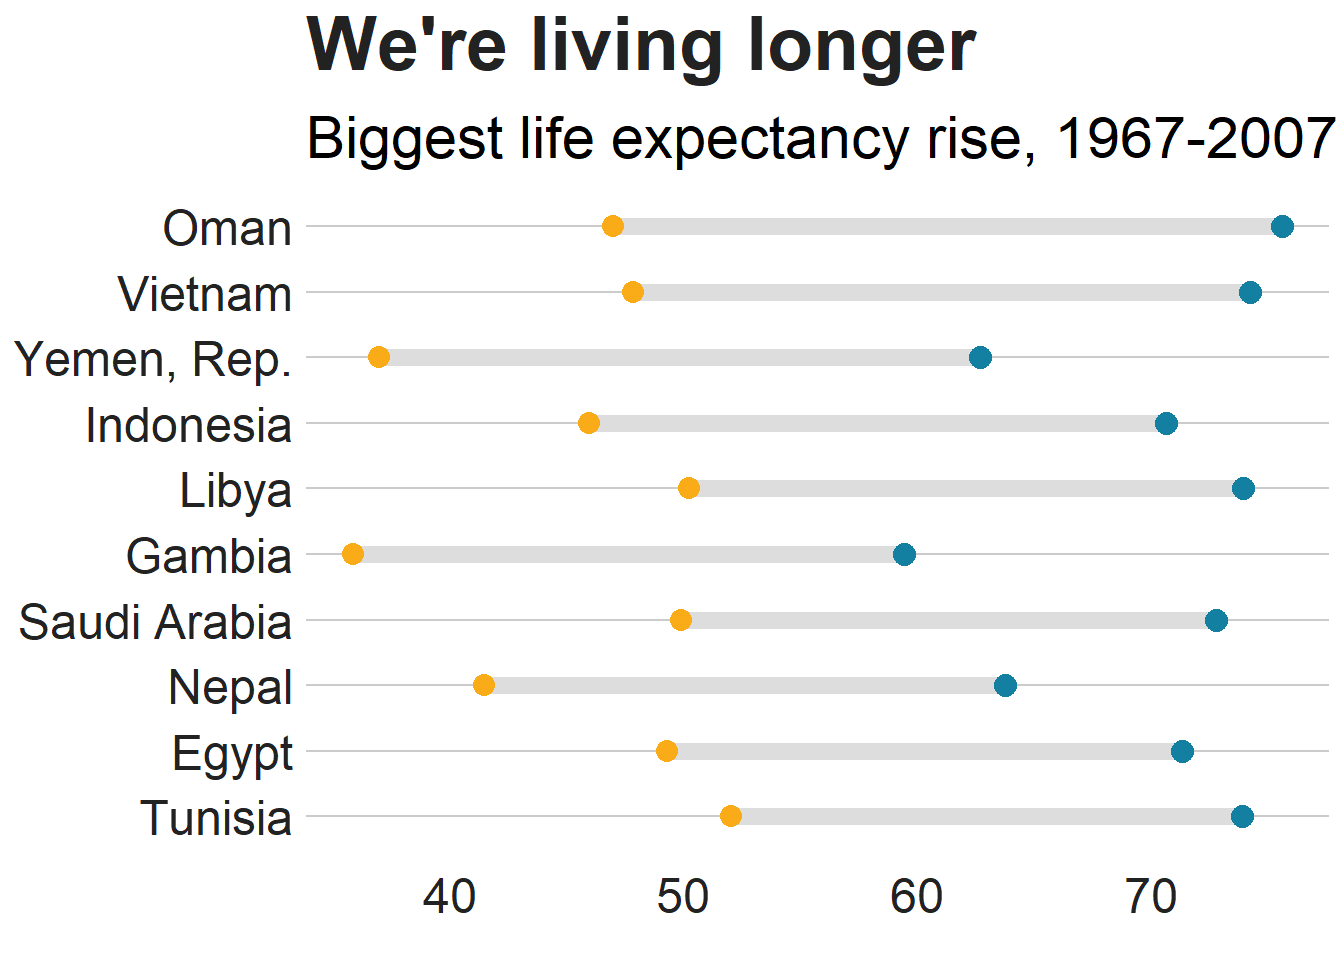 We're living longer
Biggest life expectancy rise, 1967-2007
Oman
Vietnam
Yemen, Rep.
Indonesia
Libya
Gambia
Saudi Arabia
Nepal
Egypt
Tunisia
40 50 60 70